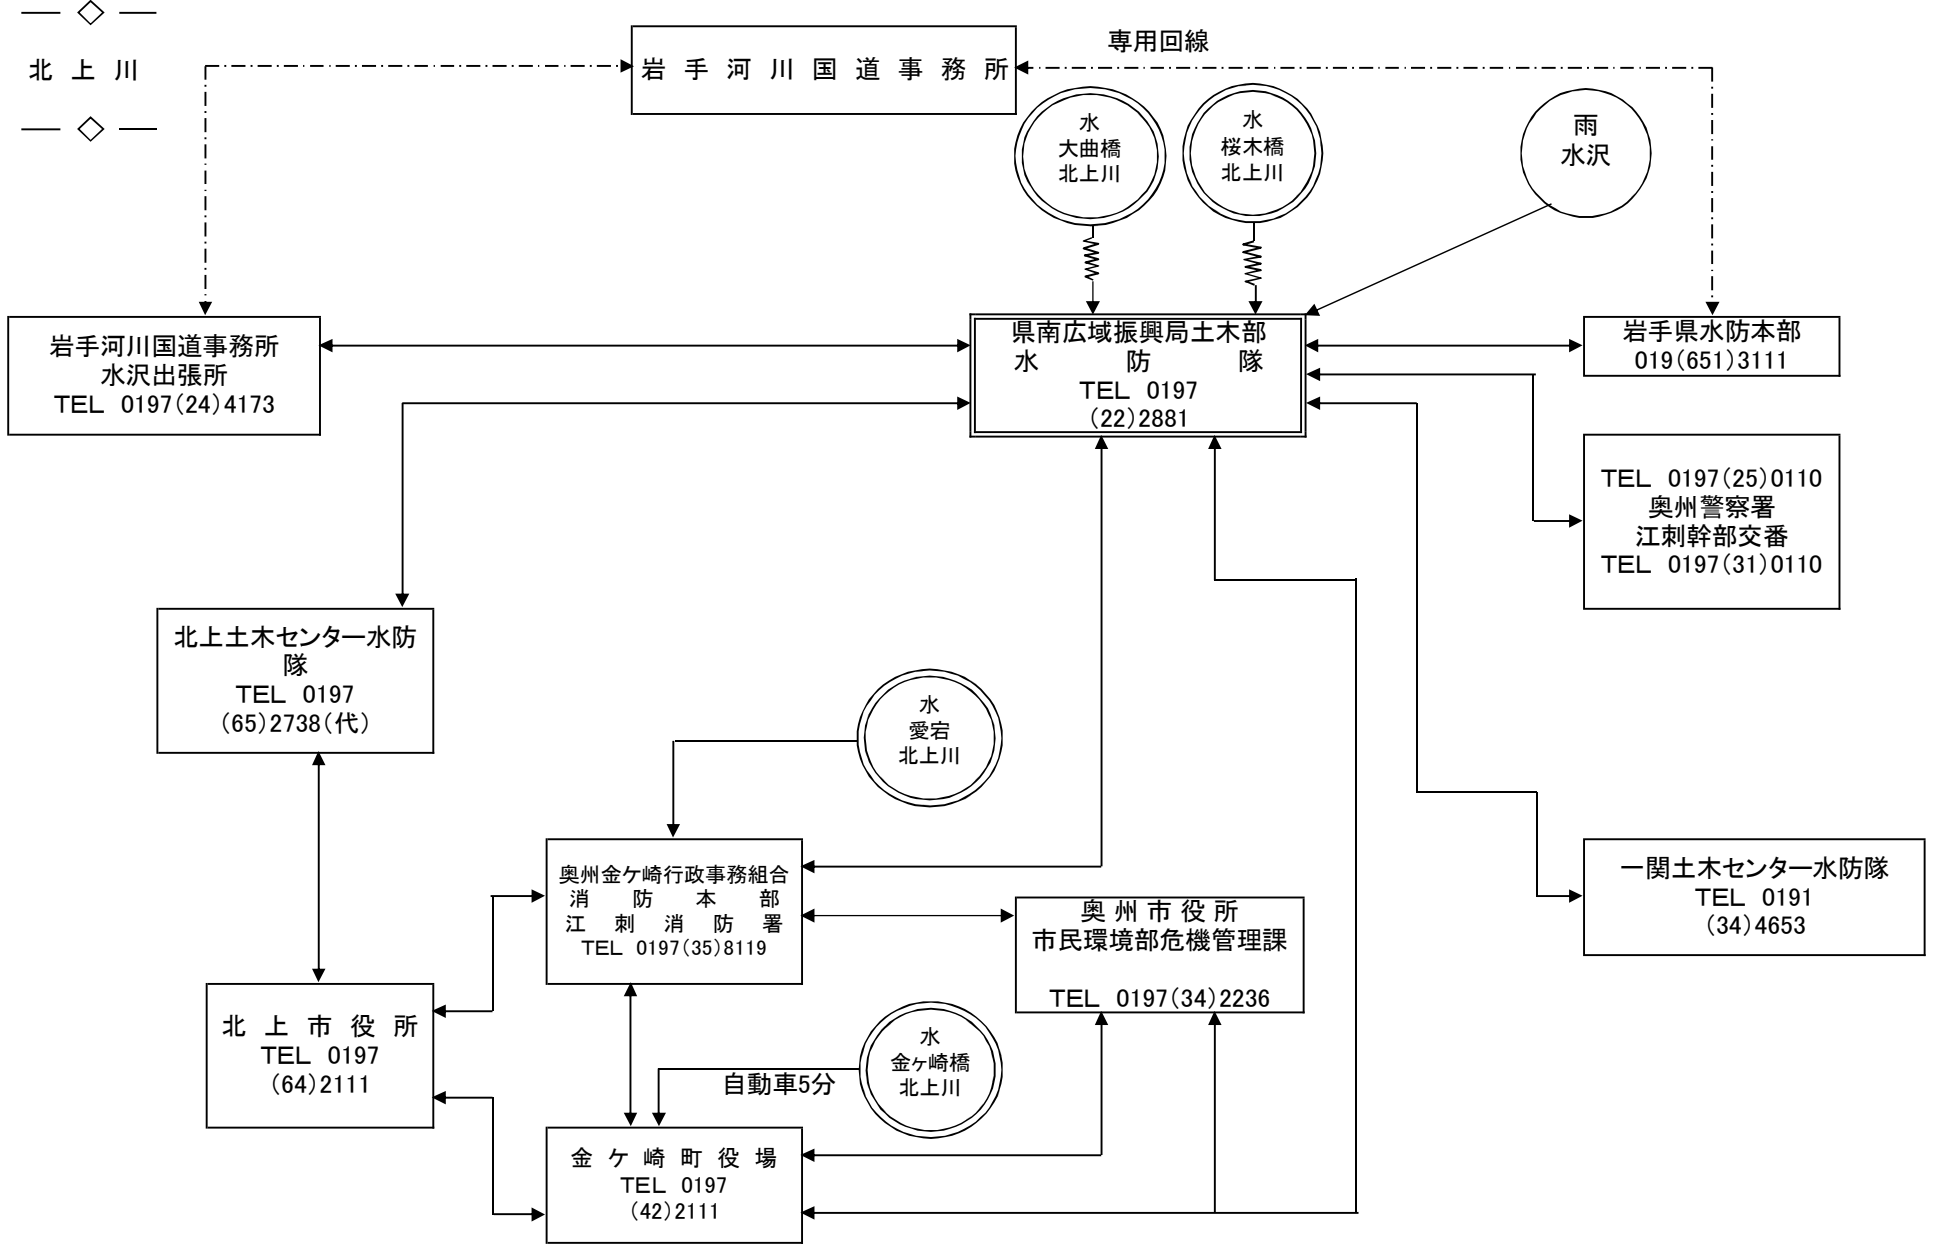 北上川
専用回線
岩手河川国道事務所
水
大曲橋
北上川
水
桜木橋
北上川
雨
水沢
岩手河川国道事務所
水沢出張所
TEL 0197(24)4173
県南広域振興局土木部
水防隊
TEL 0197
(22)2881
岩手県水防本部
019(651)3111
TEL 0197(25)0110
奥州警察署
江刺幹部交番
TEL 0197(31)0110
北上土木センター水防
隊
TEL 0197
(65)2738(代)
水
愛宕
北上川
奥州金ケ崎行政事務組合
消防本部
江刺消防署
TEL 0197(35)8119
奥州市役所
市民環境部危機管理課
TEL 0197(34)2236
一関土木センター水防隊
TEL 0191
(34)4653
北上市役所
TEL 0197
(64)2111
水
金ヶ崎橋
北上川
自動車5分
金ケ崎町役場
TEL 0197
(42)2111